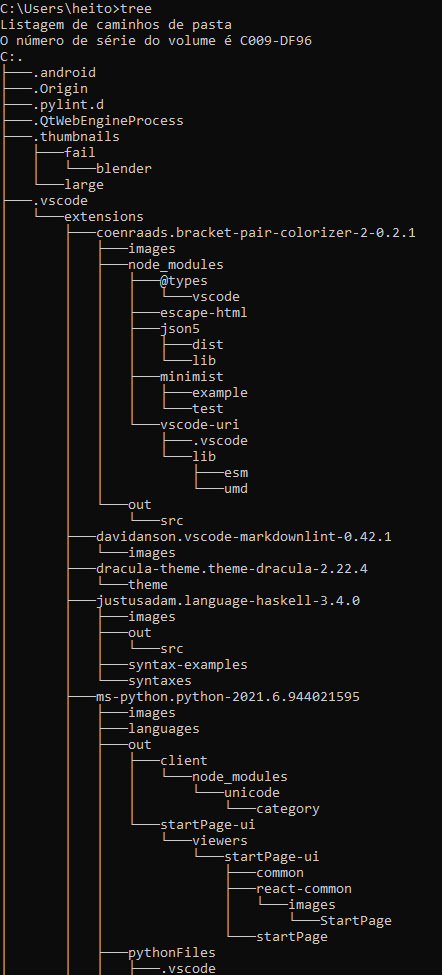 C:\Users\heito>tree
Listagem de caminhos de pasta
O número de série do volume é C009-DF96
C:.
├───.android
├───.Origin
├───.pylint.d
├───.QtWebEngineProcess
├───.thumbnails
│   ├───fail
│   │   └───blender
│   └───large
├───.vscode
│   └───extensions
│       ├───coenraads.bracket-pair-colorizer-2-0.2.1
│       │   ├───images
│       │   ├───node_modules
│       │   │   ├───@types
│       │   │   │   └───vscode
│       │   │   ├───escape-html
│       │   │   ├───json5
│       │   │   │   ├───dist
│       │   │   │   └───lib
│       │   │   ├───minimist
│       │   │   │   ├───example
│       │   │   │   └───test
│       │   │   └───vscode-uri
│       │   │       ├───.vscode
│       │   │       └───lib
│       │   │           ├───esm
│       │   │           └───umd
│       │   └───out
│       │       └───src
│       ├───davidanson.vscode-markdownlint-0.42.1
│       │   └───images
│       ├───dracula-theme.theme-dracula-2.22.4
│       │   └───theme
│       ├───justusadam.language-haskell-3.4.0
│       │   ├───images
│       │   ├───out
│       │   │   └───src
│       │   ├───syntax-examples
│       │   └───syntaxes
│       ├───ms-python.python-2021.6.944021595
│       │   ├───images
│       │   ├───languages
│       │   ├───out
│       │   │   ├───client
│       │   │   │   └───node_modules
│       │   │   │       └───unicode
│       │   │   │           └───category
│       │   │   └───startPage-ui
│       │   │       └───viewers
│       │   │           └───startPage-ui
│       │   │               ├───common
│       │   │               ├───react-common
│       │   │               │   └───images
│       │   │               │       └───StartPage
│       │   │               └───startPage
│       │   ├───pythonFiles
│       │   │   ├───.vscode